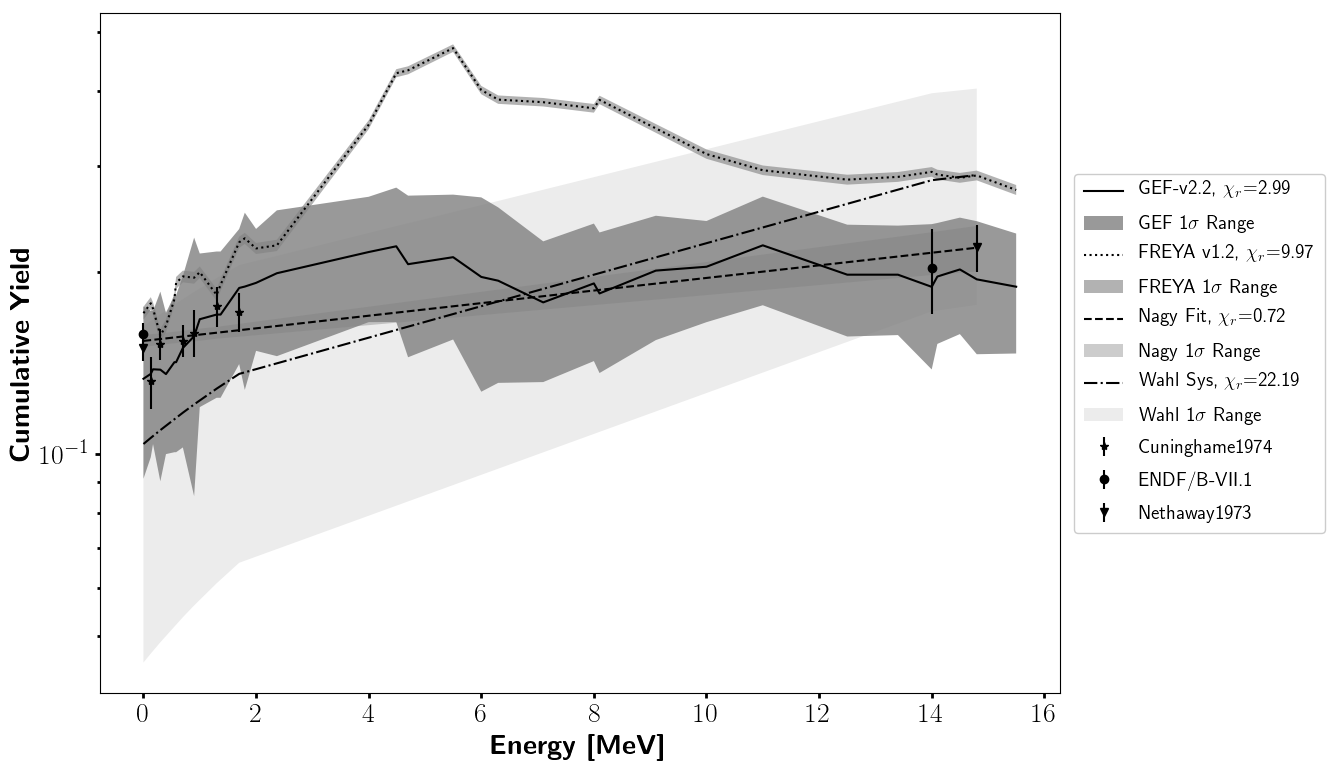 Cumulative Yield
10⁻¹
0 2 4 6 8 10 12 14 16
Energy [MeV]
GEF-v2.2, χᵣ=2.99
GEF 1σ Range
FREYA v1.2, χᵣ=9.97
FREYA 1σ Range
Nagy Fit, χᵣ=0.72
Nagy 1σ Range
Wahl Sys, χᵣ=22.19
Wahl 1σ Range
Cuninghame1974
ENDF/B-VII.1
Nethaway1973